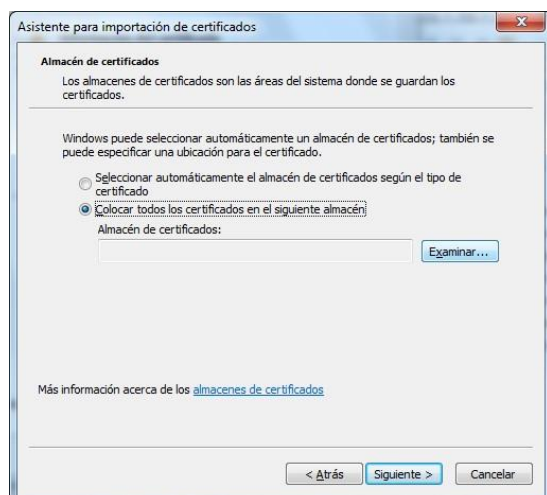 Asistente para importación de certificados
Almacén de certificados
Los almacenes de certificados son las áreas del sistema donde se guardan los
certificados.
Windows puede seleccionar automáticamente un almacén de certificados; también se
puede especificar una ubicación para el certificado.
Seleccionar automáticamente el almacén de certificados según el tipo de
certificado
Colocar todos los certificados en el siguiente almacén
Almacén de certificados:
Examinar...
Más información acerca de los almacenes de certificados
< Atrás Siguiente > Cancelar